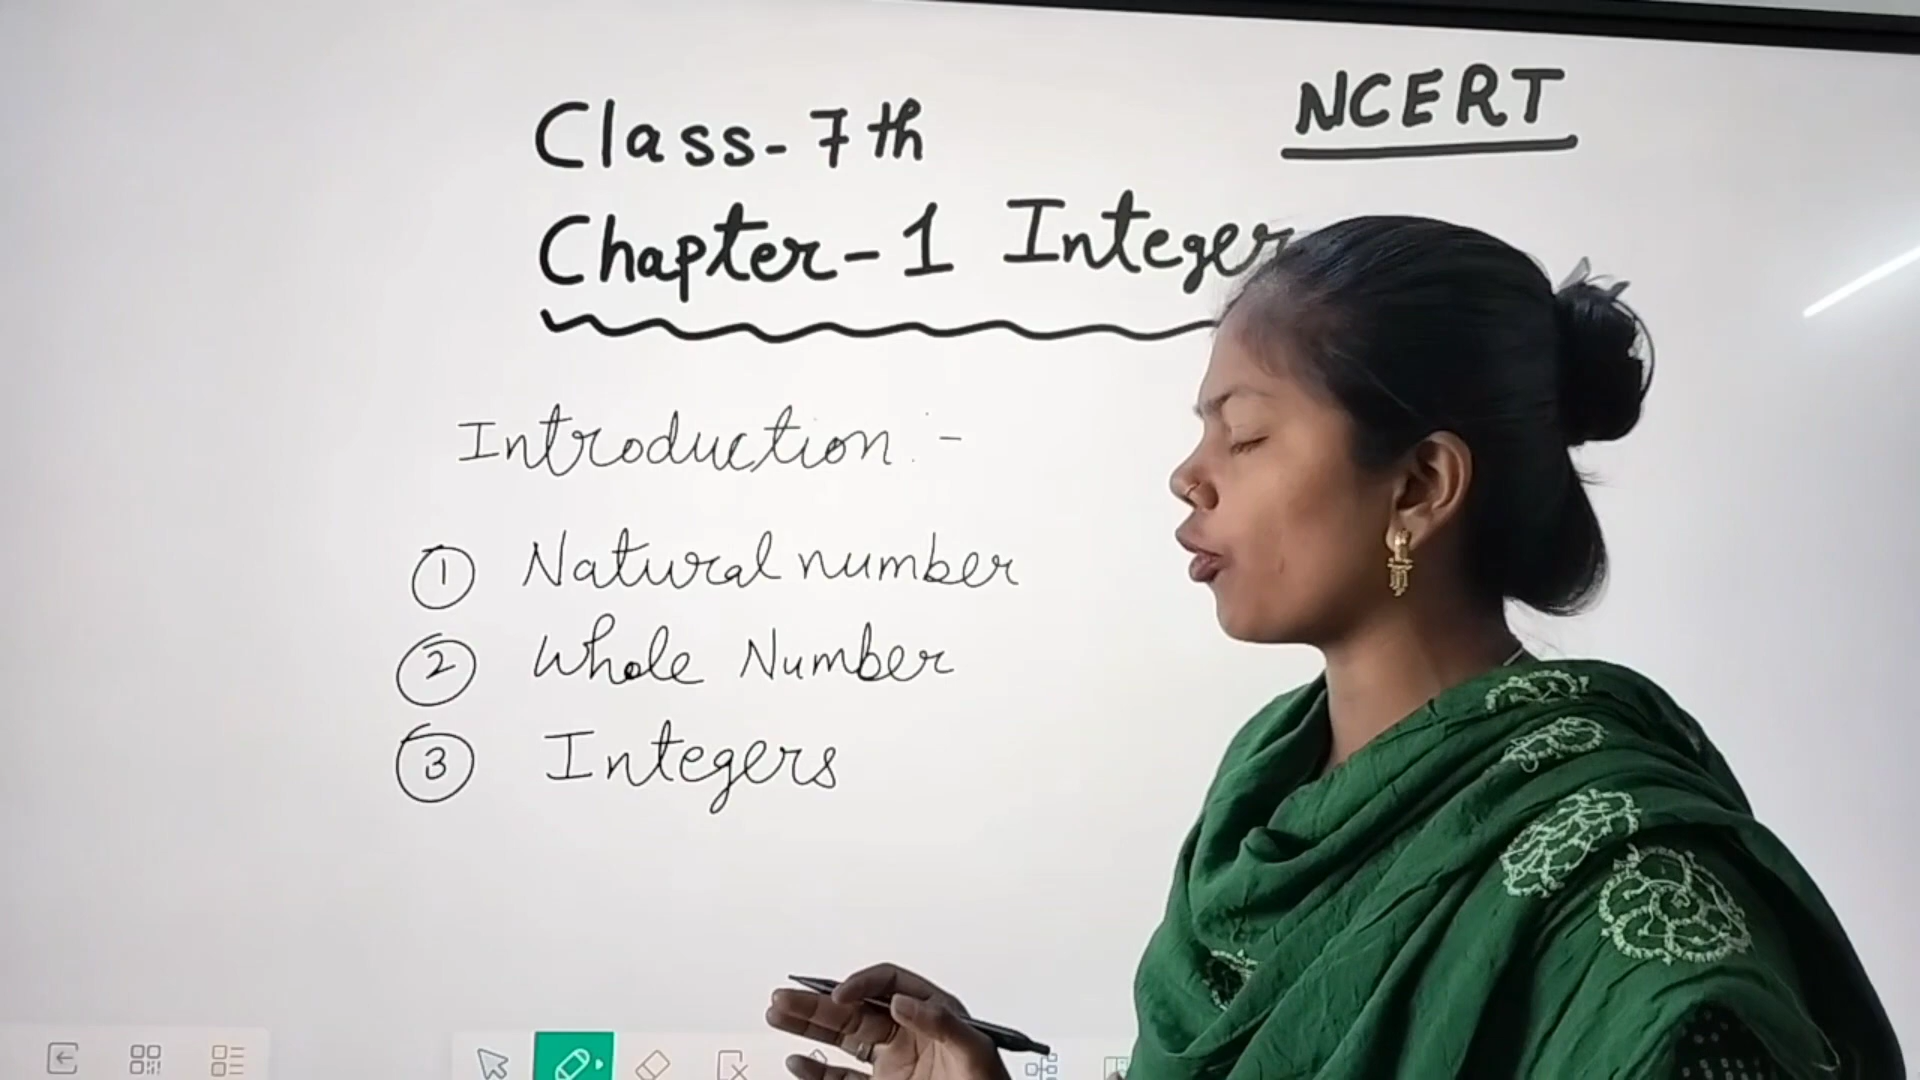 NCERT
Class-7th
Chapter-1 Integer
Introduction :-
1 Natural number
2 Whole Number
3 Integers